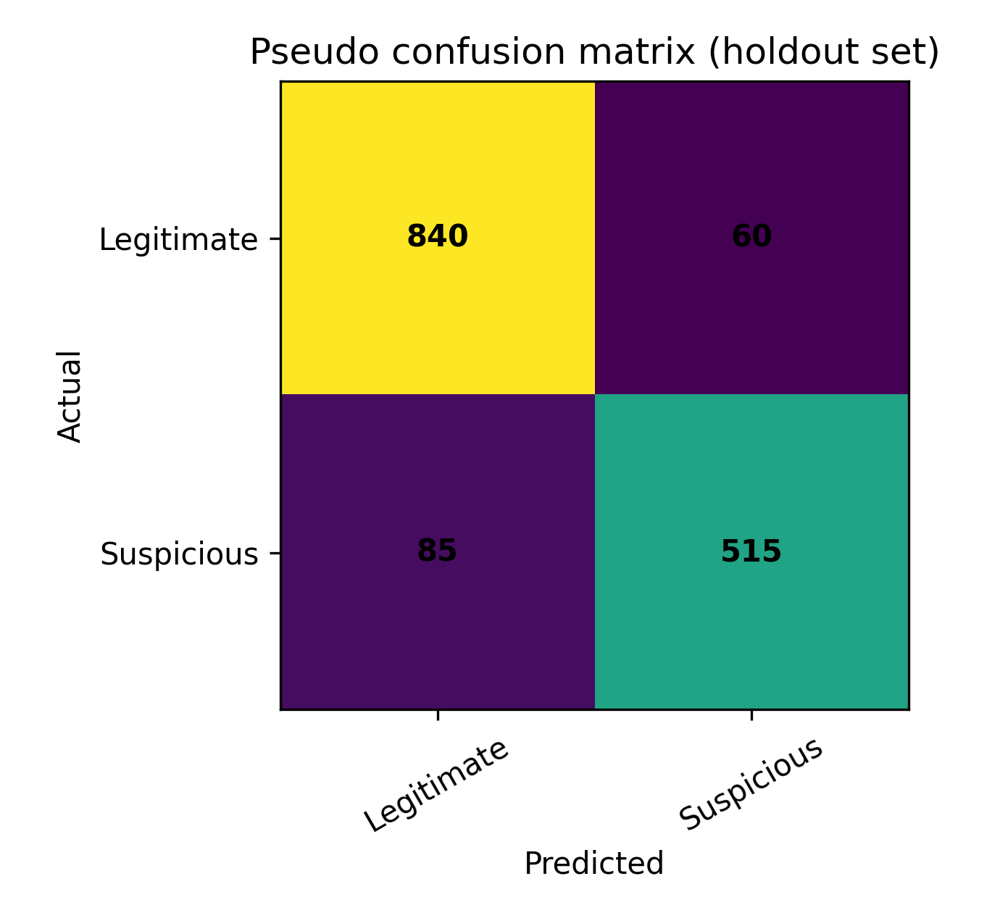 Pseudo confusion matrix (holdout set)
Legitimate
840
60
Actual
Suspicious
85
515
Legitimate
Suspicious
Predicted